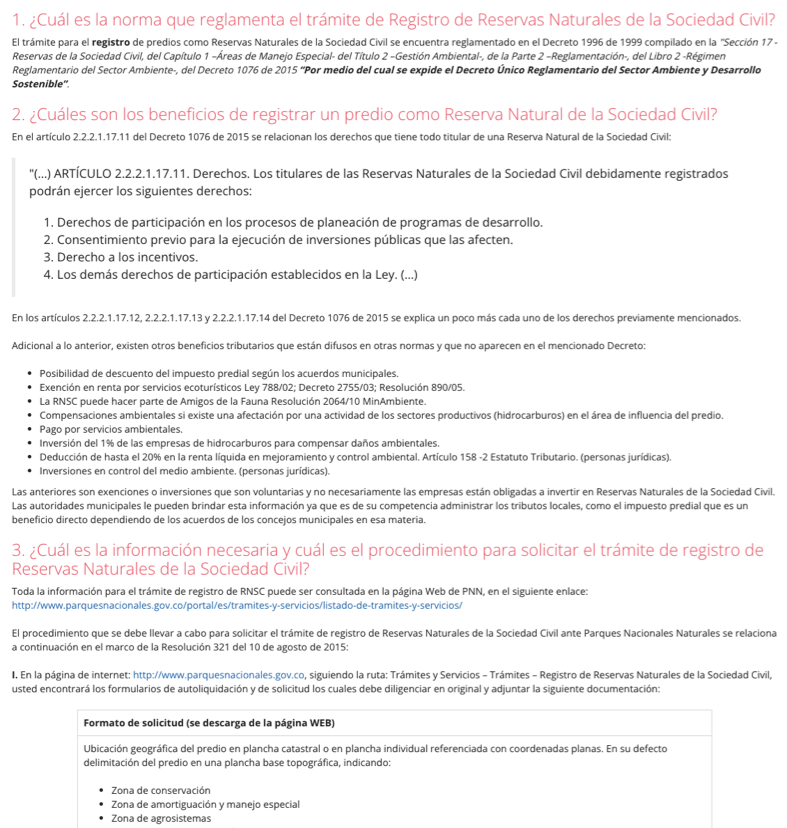 1. ¿Cuál es la norma que reglamenta el trámite de Registro de Reservas Naturales de la Sociedad Civil?
El trámite para el registro de predios como Reservas Naturales de la Sociedad Civil se encuentra reglamentado en el Decreto 1996 de 1999 compilado en la "Sección 17 -
Reservas de la Sociedad Civil, del Capítulo 1 –Áreas de Manejo Especial- del Título 2 –Gestión Ambiental-, de la Parte 2 –Reglamentación-, del Libro 2 -Régimen
Reglamentario del Sector Ambiente-, del Decreto 1076 de 2015 "Por medio del cual se expide el Decreto Único Reglamentario del Sector Ambiente y Desarrollo
Sostenible".
2. ¿Cuáles son los beneficios de registrar un predio como Reserva Natural de la Sociedad Civil?
En el artículo 2.2.2.1.17.11 del Decreto 1076 de 2015 se relacionan los derechos que tiene todo titular de una Reserva Natural de la Sociedad Civil:
"(...) ARTÍCULO 2.2.2.1.17.11. Derechos. Los titulares de las Reservas Naturales de la Sociedad Civil debidamente registrados
podrán ejercer los siguientes derechos:
1. Derechos de participación en los procesos de planeación de programas de desarrollo.
2. Consentimiento previo para la ejecución de inversiones públicas que las afecten.
3. Derecho a los incentivos.
4. Los demás derechos de participación establecidos en la Ley. (...)
En los artículos 2.2.2.1.17.12, 2.2.2.1.17.13 y 2.2.2.1.17.14 del Decreto 1076 de 2015 se explica un poco más cada uno de los derechos previamente mencionados.
Adicional a lo anterior, existen otros beneficios tributarios que están difusos en otras normas y que no aparecen en el mencionado Decreto:
• Posibilidad de descuento del impuesto predial según los acuerdos municipales.
• Exención en renta por servicios ecoturísticos Ley 788/02; Decreto 2755/03; Resolución 890/05.
• La RNSC puede hacer parte de Amigos de la Fauna Resolución 2064/10 MinAmbiente.
• Compensaciones ambientales si existe una afectación por una actividad de los sectores productivos (hidrocarburos) en el área de influencia del predio.
• Pago por servicios ambientales.
• Inversión del 1% de las empresas de hidrocarburos para compensar daños ambientales.
• Deducción de hasta el 20% en la renta líquida en mejoramiento y control ambiental. Artículo 158 -2 Estatuto Tributario. (personas jurídicas).
• Inversiones en control del medio ambiente. (personas jurídicas).
Las anteriores son exenciones o inversiones que son voluntarias y no necesariamente las empresas están obligadas a invertir en Reservas Naturales de la Sociedad Civil.
Las autoridades municipales le pueden brindar esta información ya que es de su competencia administrar los tributos locales, como el impuesto predial que es un
beneficio directo dependiendo de los acuerdos de los concejos municipales en esa materia.
3. ¿Cuál es la información necesaria y cuál es el procedimiento para solicitar el trámite de registro de
Reservas Naturales de la Sociedad Civil?
Toda la información para el trámite de registro de RNSC puede ser consultada en la página Web de PNN, en el siguiente enlace:
http://www.parquesnacionales.gov.co/portal/es/tramites-y-servicios/listado-de-tramites-y-servicios/
El procedimiento que se debe llevar a cabo para solicitar el trámite de registro de Reservas Naturales de la Sociedad Civil ante Parques Nacionales Naturales se relaciona
a continuación en el marco de la Resolución 321 del 10 de agosto de 2015:
I. En la página de internet: http://www.parquesnacionales.gov.co, siguiendo la ruta: Trámites y Servicios – Trámites – Registro de Reservas Naturales de la Sociedad Civil,
usted encontrará los formularios de autoliquidación y de solicitud los cuales debe diligenciar en original y adjuntar la siguiente documentación:
Formato de solicitud (se descarga de la página WEB)
Ubicación geográfica del predio en plancha catastral o en plancha individual referenciada con coordenadas planas. En su defecto
delimitación del predio en una plancha base topográfica, indicando:
• Zona de conservación
• Zona de amortiguación y manejo especial
• Zona de agrosistemas